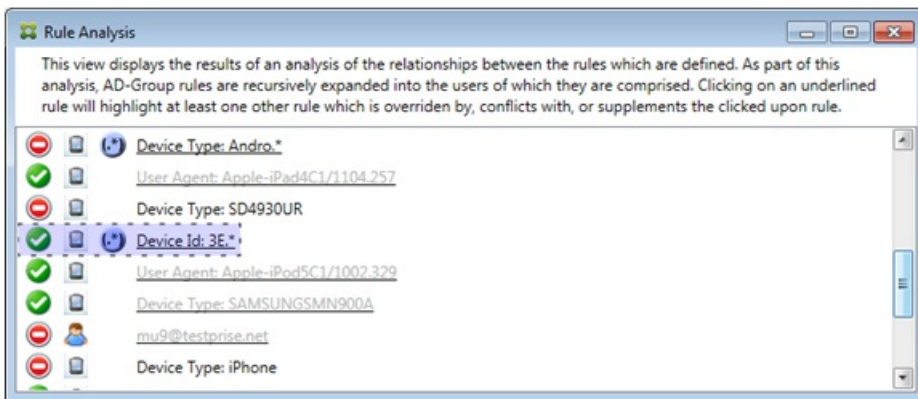 Rule Analysis
This view displays the results of an analysis of the relationships between the rules which are defined. As part of this
analysis, AD-Group rules are recursively expanded into the users of which they are comprised. Clicking on an underlined
rule will highlight at least one other rule which is overriden by, conflicts with, or supplements the clicked upon rule.
(.*) Device Type: Andro.*
User Agent: Apple-iPad4C1/1104.257
Device Type: SD4930UR
(.*) Device Id: 3E.*
User Agent: Apple-iPod5C1/1002.329
Device Type: SAMSUNGSMN900A
mu9@testprise.net
Device Type: iPhone